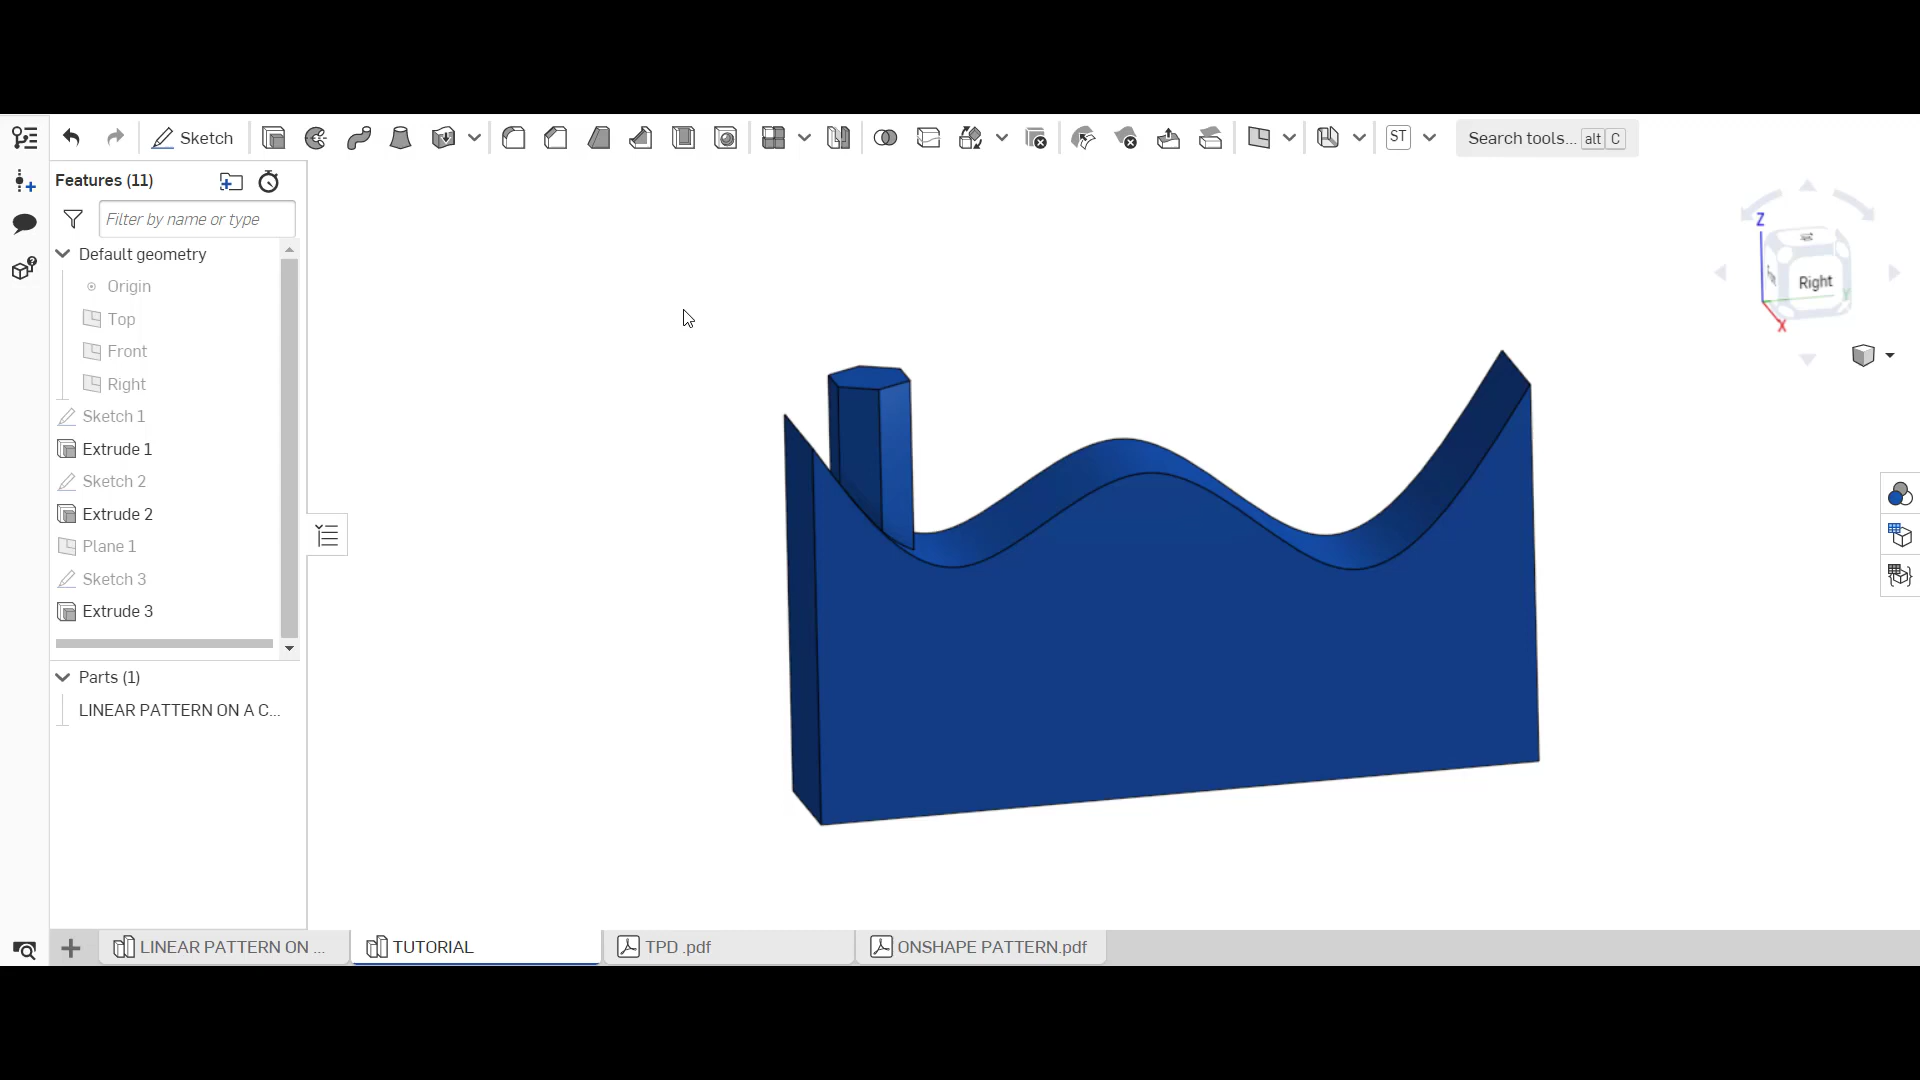 Sketch
ST
Search tools... alt C
Features (11)
Filter by name or type
Default geometry
Origin
Top
Front
Right
Sketch 1
Extrude 1
Sketch 2
Extrude 2
Plane 1
Sketch 3
Extrude 3
Parts (1)
LINEAR PATTERN ON A C...
Z
Right
Y
X
LINEAR PATTERN ON ...
TUTORIAL
TPD .pdf
ONSHAPE PATTERN.pdf